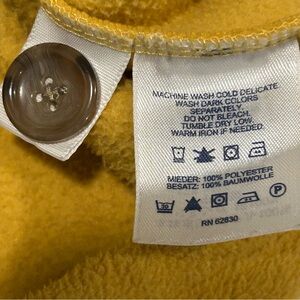 MACHINE WASH COLD DELICATE.
WASH DARK COLORS
SEPARATELY.
DO NOT BLEACH.
TUMBLE DRY LOW.
WARM IRON IF NEEDED.
MIEDER: 100% POLYESTER
BESATZ: 100% BAUMWOLLE
RN 62830